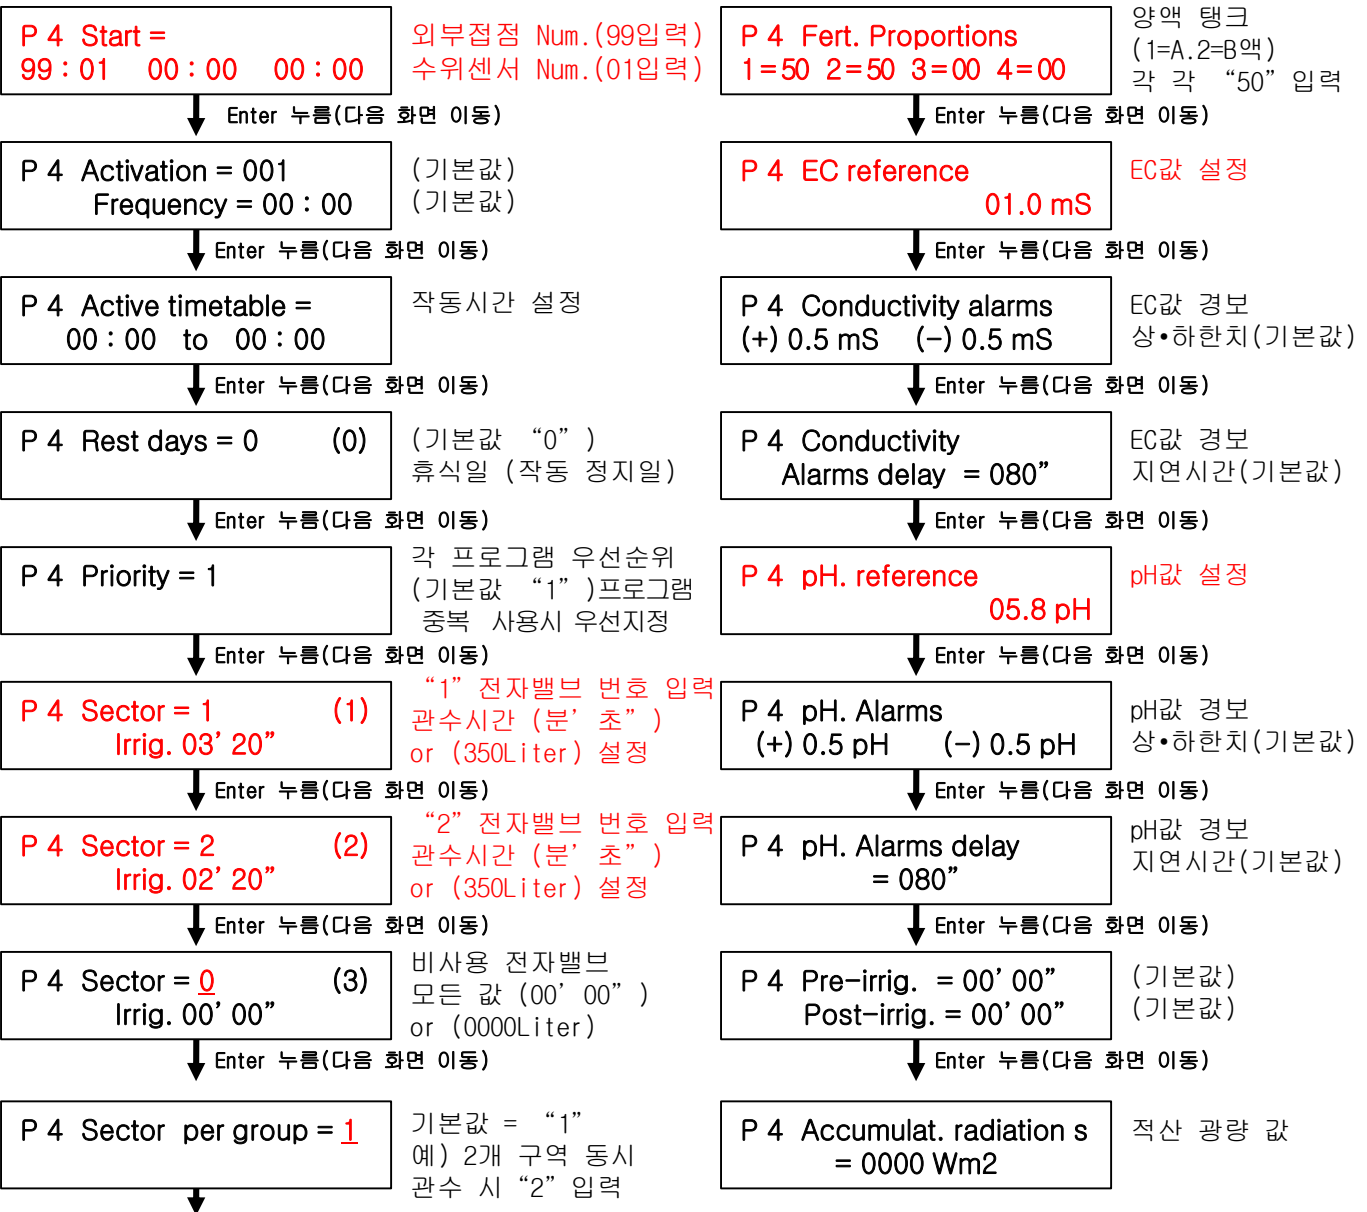 P 4 Start =
99 : 01 00 : 00 00 : 00
외부접점 Num.(99입력)
수위센서 Num.(01입력)
Enter 누름(다음 화면 이동)
P 4 Activation = 001
Frequency = 00 : 00
(기본값)
(기본값)
Enter 누름(다음 화면 이동)
P 4 Active timetable =
00 : 00 to 00 : 00
작동시간 설정
Enter 누름(다음 화면 이동)
P 4 Rest days = 0 (0)
(기본값 “0”)
휴식일 (작동 정지일)
Enter 누름(다음 화면 이동)
P 4 Priority = 1
각 프로그램 우선순위
(기본값 “1”)프로그램
중복 사용시 우선지정
Enter 누름(다음 화면 이동)
P 4 Sector = 1 (1)
Irrig. 03’ 20”
“1”전자밸브 번호 입력
관수시간 (분’ 초”)
or (350Liter) 설정
Enter 누름(다음 화면 이동)
P 4 Sector = 2 (2)
Irrig. 02’ 20”
“2”전자밸브 번호 입력
관수시간 (분’ 초”)
or (350Liter) 설정
Enter 누름(다음 화면 이동)
P 4 Sector = 0 (3)
Irrig. 00’ 00”
비사용 전자밸브
모든 값 (00’ 00”)
or (0000Liter)
Enter 누름(다음 화면 이동)
P 4 Sector per group = 1
기본값 = “1”
예) 2개 구역 동시
관수 시 “2”입력
P 4 Fert. Proportions
1=50 2=50 3=00 4=00
양액 탱크
(1=A.2=B액)
각 각 “50”입력
Enter 누름(다음 화면 이동)
P 4 EC reference
01.0 mS
EC값 설정
Enter 누름(다음 화면 이동)
P 4 Conductivity alarms
(+) 0.5 mS (-) 0.5 mS
EC값 경보
상•하한치(기본값)
Enter 누름(다음 화면 이동)
P 4 Conductivity
Alarms delay = 080”
EC값 경보
지연시간(기본값)
Enter 누름(다음 화면 이동)
P 4 pH. reference
05.8 pH
pH값 설정
Enter 누름(다음 화면 이동)
P 4 pH. Alarms
(+) 0.5 pH (-) 0.5 pH
pH값 경보
상•하한치(기본값)
Enter 누름(다음 화면 이동)
P 4 pH. Alarms delay
= 080”
pH값 경보
지연시간(기본값)
Enter 누름(다음 화면 이동)
P 4 Pre-irrig. = 00’ 00”
Post-irrig. = 00’ 00”
(기본값)
(기본값)
Enter 누름(다음 화면 이동)
P 4 Accumulat. radiation s
= 0000 Wm2
적산 광량 값